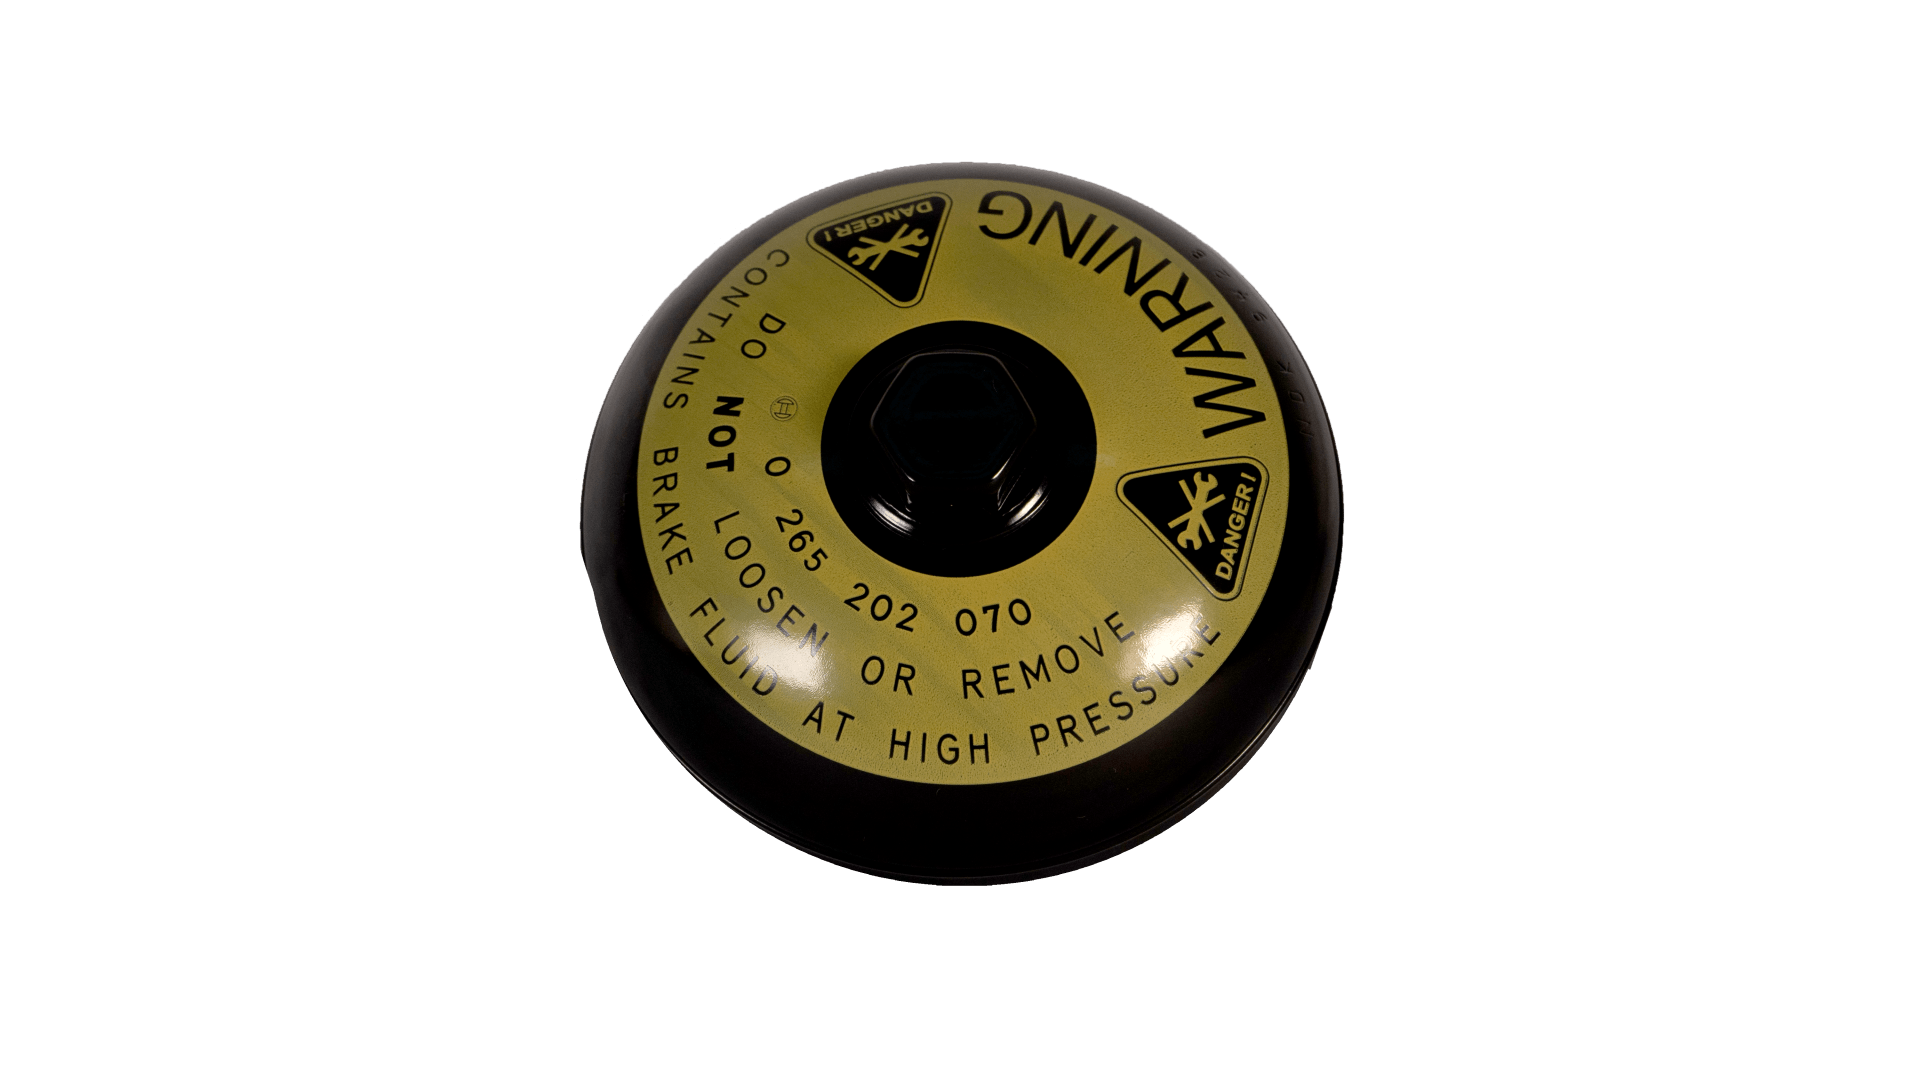 WARNING
DANGER!
DANGER!
CONTAINS BRAKE FLUID AT HIGH PRESSURE
DO NOT LOOSEN OR REMOVE
0 265 202 070